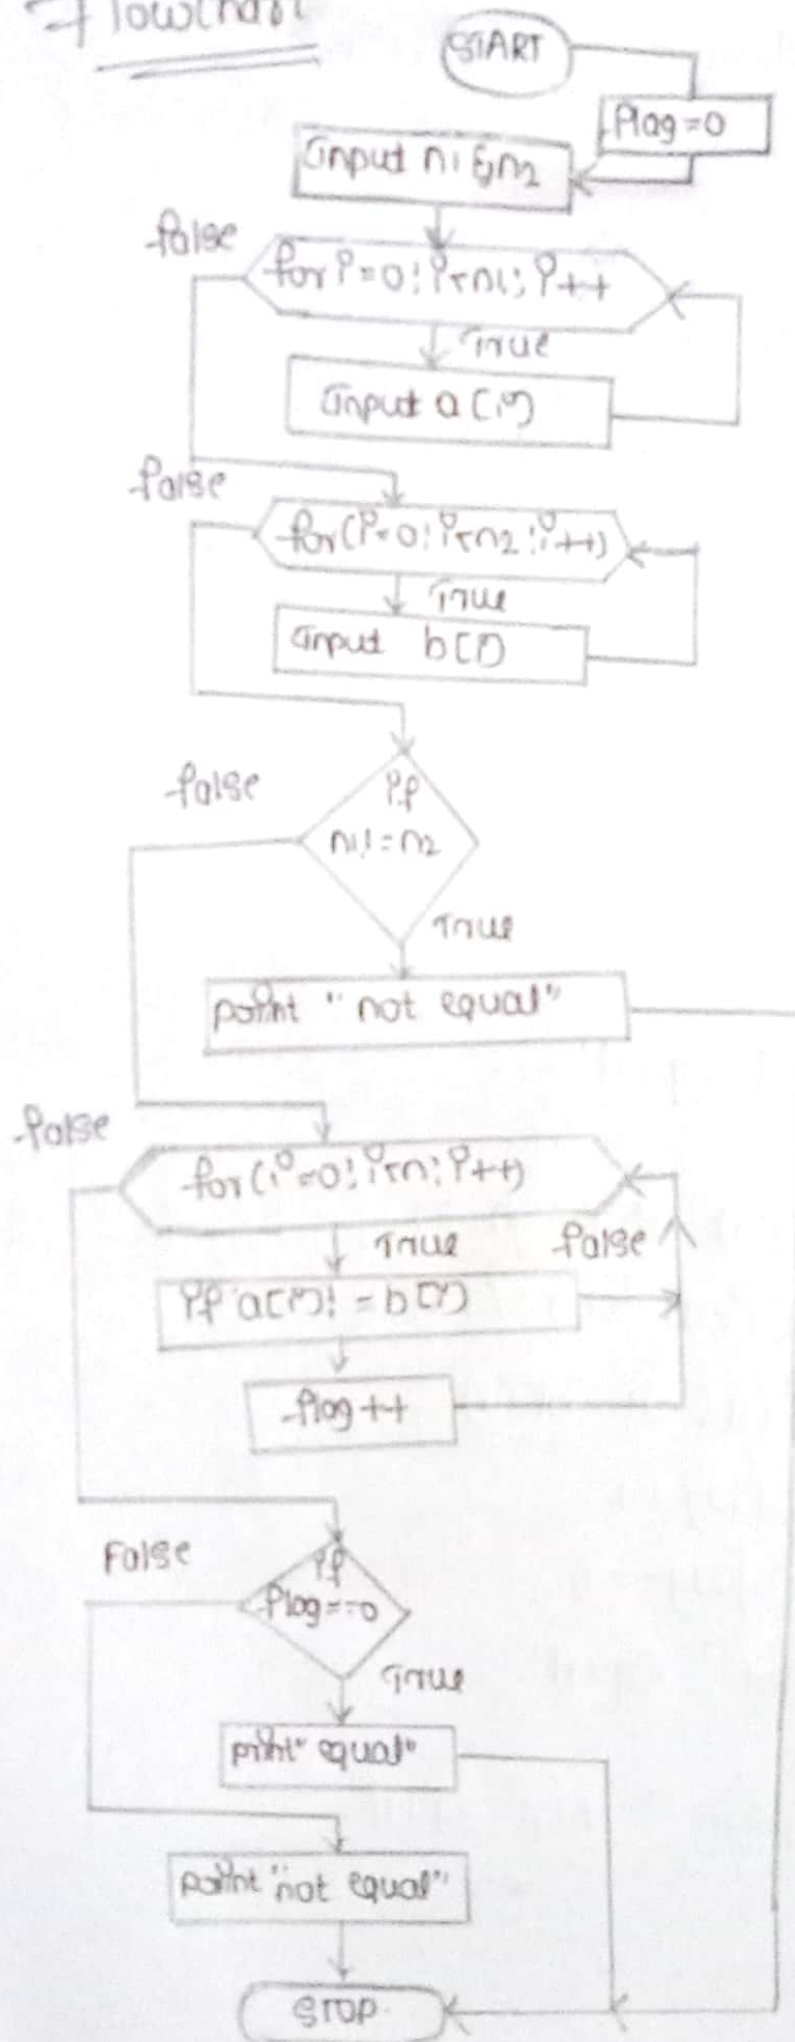 Flowchart
START
flag=0
input n1 & n2
false
for i=0; i<n1; i++
True
input a[i]
false
for(i=0; i<n2; i++)
True
input b[i]
false
if
n1!=n2
True
print "not equal"
false
for(i=0; i<n; i++)
True
false
if a[i]!=b[i]
flag++
False
if
flag==0
True
print "equal"
print "not equal"
STOP